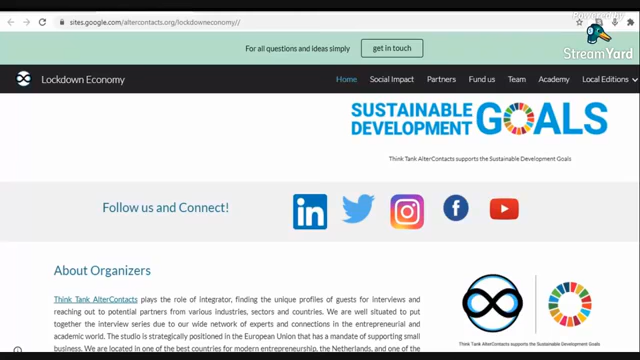 Powered by
StreamYard
sites.google.com/altercontacts.org/lockdowneconomy//
For all questions and ideas simply
get in touch
Lockdown Economy
Home
Social Impact
Partners
Fund us
Team
Academy
Local Editions
SUSTAINABLE
DEVELOPMENT
GOALS
Think Tank AlterContacts supports the Sustainable Development Goals
Follow us and Connect!
in
f
About Organizers
Think Tank AlterContacts plays the role of integrator, finding the unique profiles of guests for interviews and
reaching out to potential partners from various industries, sectors and countries. We are well situated to
put together the interview series due to our wide network of experts and connections in the entrepreneurial and
academic world. The studio is strategically positioned in the European Union that has a mandate of supporting small
business. We are located in one of the best countries for modern entrepreneurship, the Netherlands, and one of the
Think Tank AlterContacts supports the Sustainable Development Goals